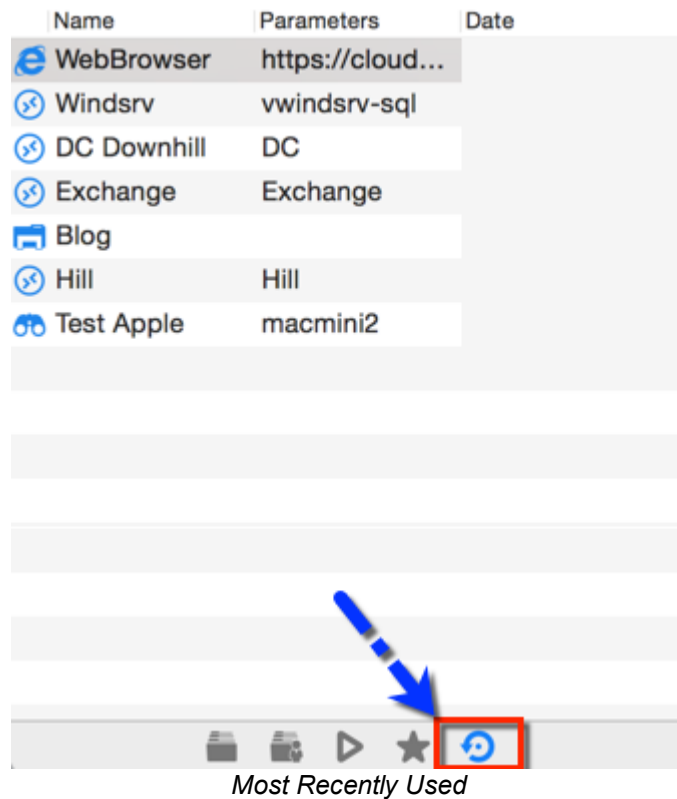 Name Parameters Date
WebBrowser https://cloud...
Windsrv vwindsrv-sql
DC Downhill DC
Exchange Exchange
Blog
Hill Hill
Test Apple macmini2
Most Recently Used